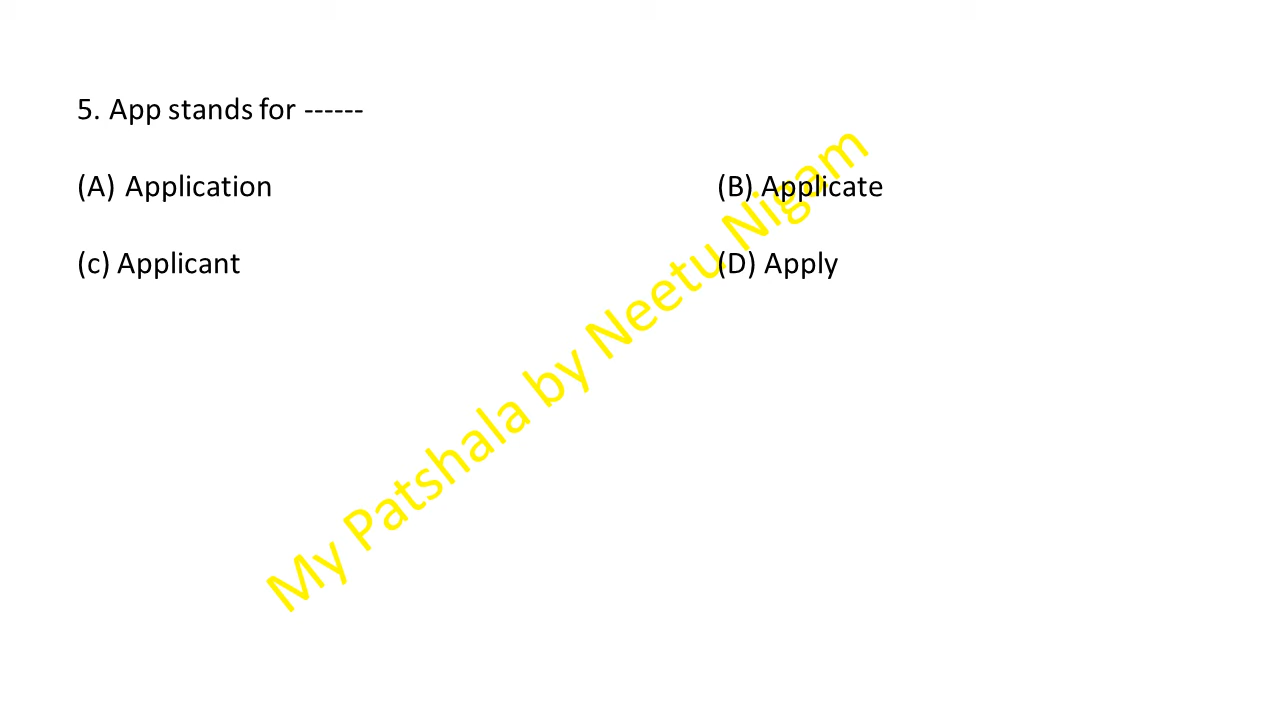 5. App stands for ------
(A) Application (B) Applicate
(c) Applicant (D) Apply
My Patshala by Neetu Nigam